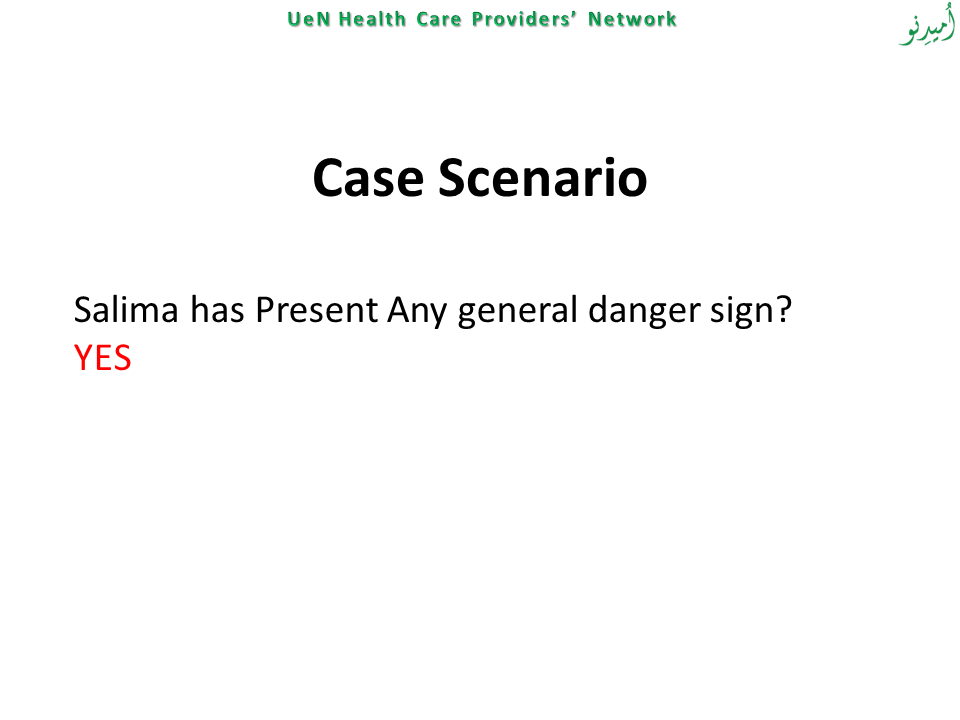 UeN Health Care Providers’ Network
اُمیدِنو
Case Scenario
Salima has Present Any general danger sign?
YES